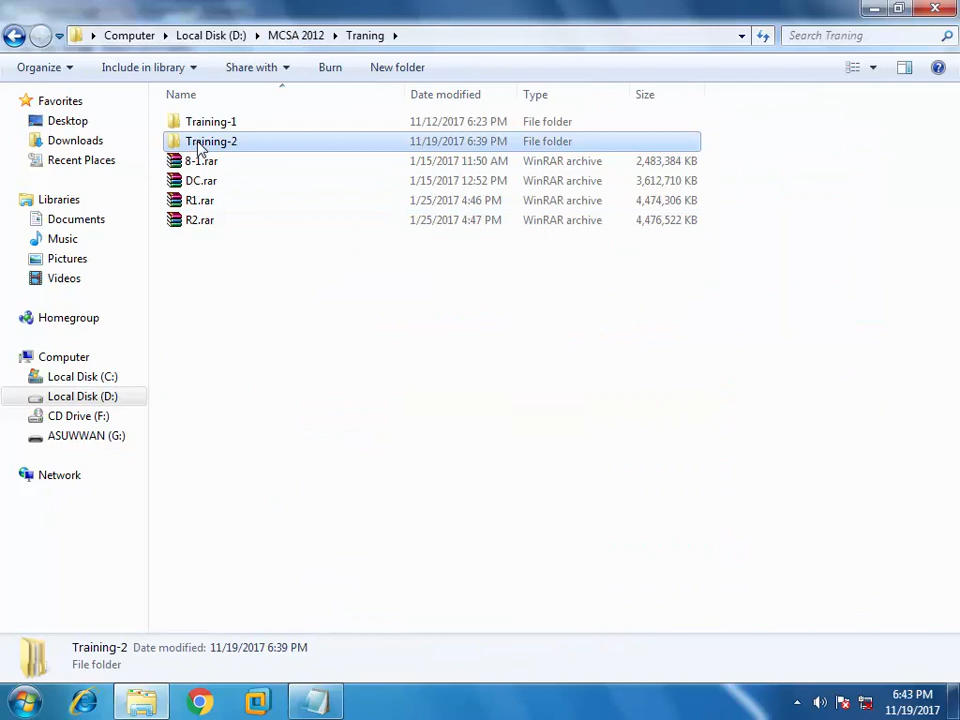 Computer Local Disk (D:) MCSA 2012 Traning Search Traning
Organize Include in library Share with Burn New folder
Name Date modified Type Size
Favorites
Desktop
Downloads
Recent Places
Libraries
Documents
Music
Pictures
Videos
Homegroup
Computer
Local Disk (C:)
Local Disk (D:)
CD Drive (F:)
ASUWWAN (G:)
Network
Training-1 11/12/2017 6:23 PM File folder
Training-2 11/19/2017 6:39 PM File folder
8-1.rar 1/15/2017 11:50 AM WinRAR archive 2,483,384 KB
DC.rar 1/15/2017 12:52 PM WinRAR archive 3,612,710 KB
R1.rar 1/25/2017 4:46 PM WinRAR archive 4,474,306 KB
R2.rar 1/25/2017 4:47 PM WinRAR archive 4,476,522 KB
Training-2 Date modified: 11/19/2017 6:39 PM
File folder
6:43 PM
11/19/2017